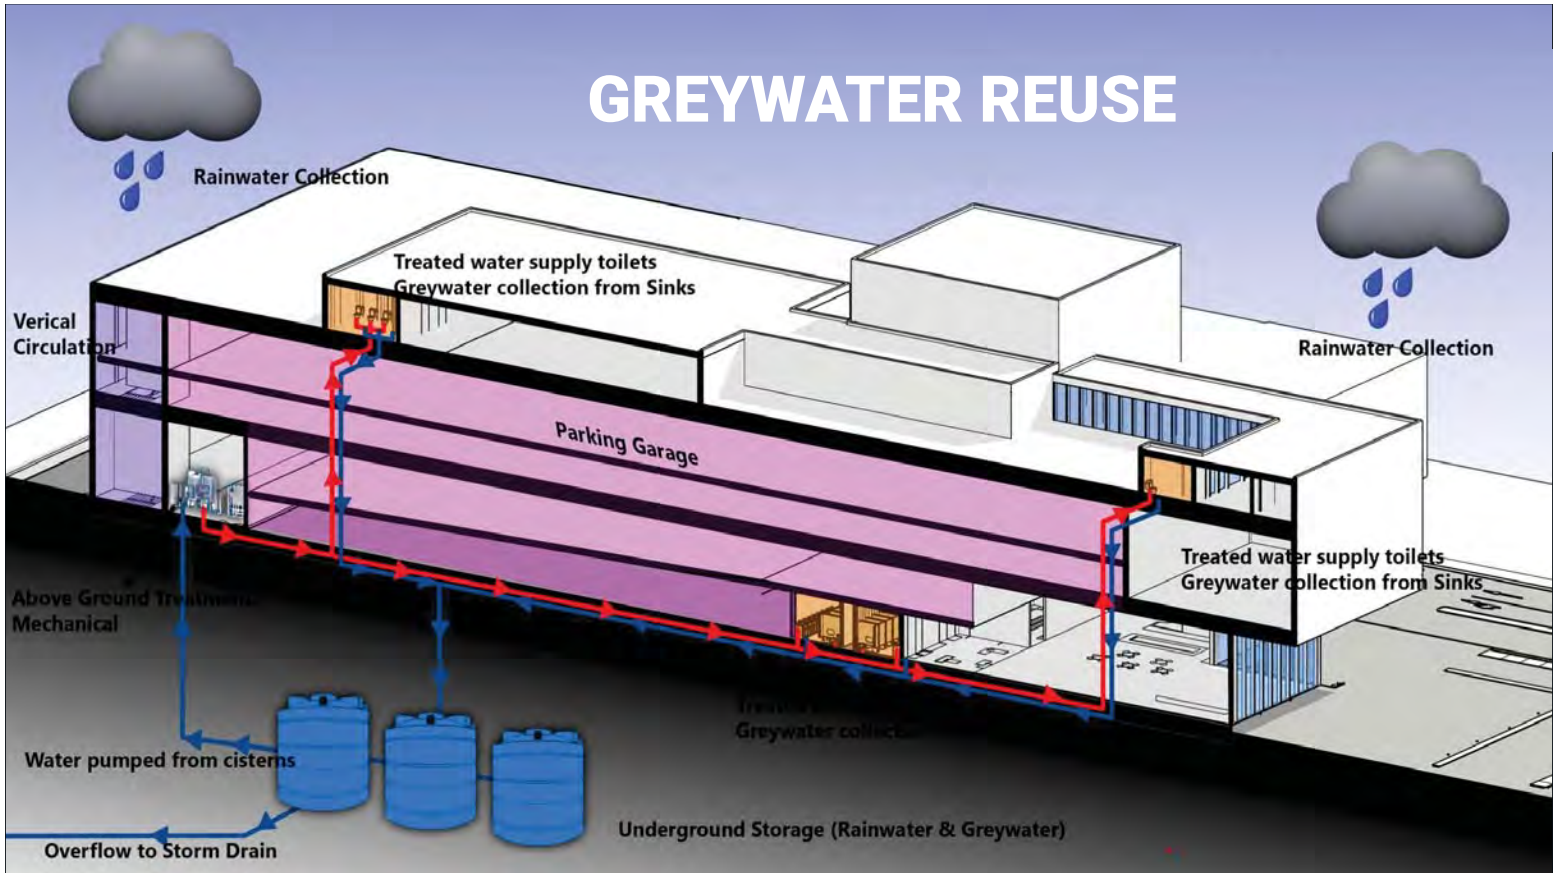 GREYWATER REUSE
Rainwater Collection
Treated water supply toilets
Greywater collection from Sinks
Verical
Circulation
Rainwater Collection
Parking Garage
Treated water supply toilets
Greywater collection from Sinks
Above Ground Treatment
Mechanical
Greywater
Water pumped from cisterns
Underground Storage (Rainwater & Greywater)
Overflow to Storm Drain